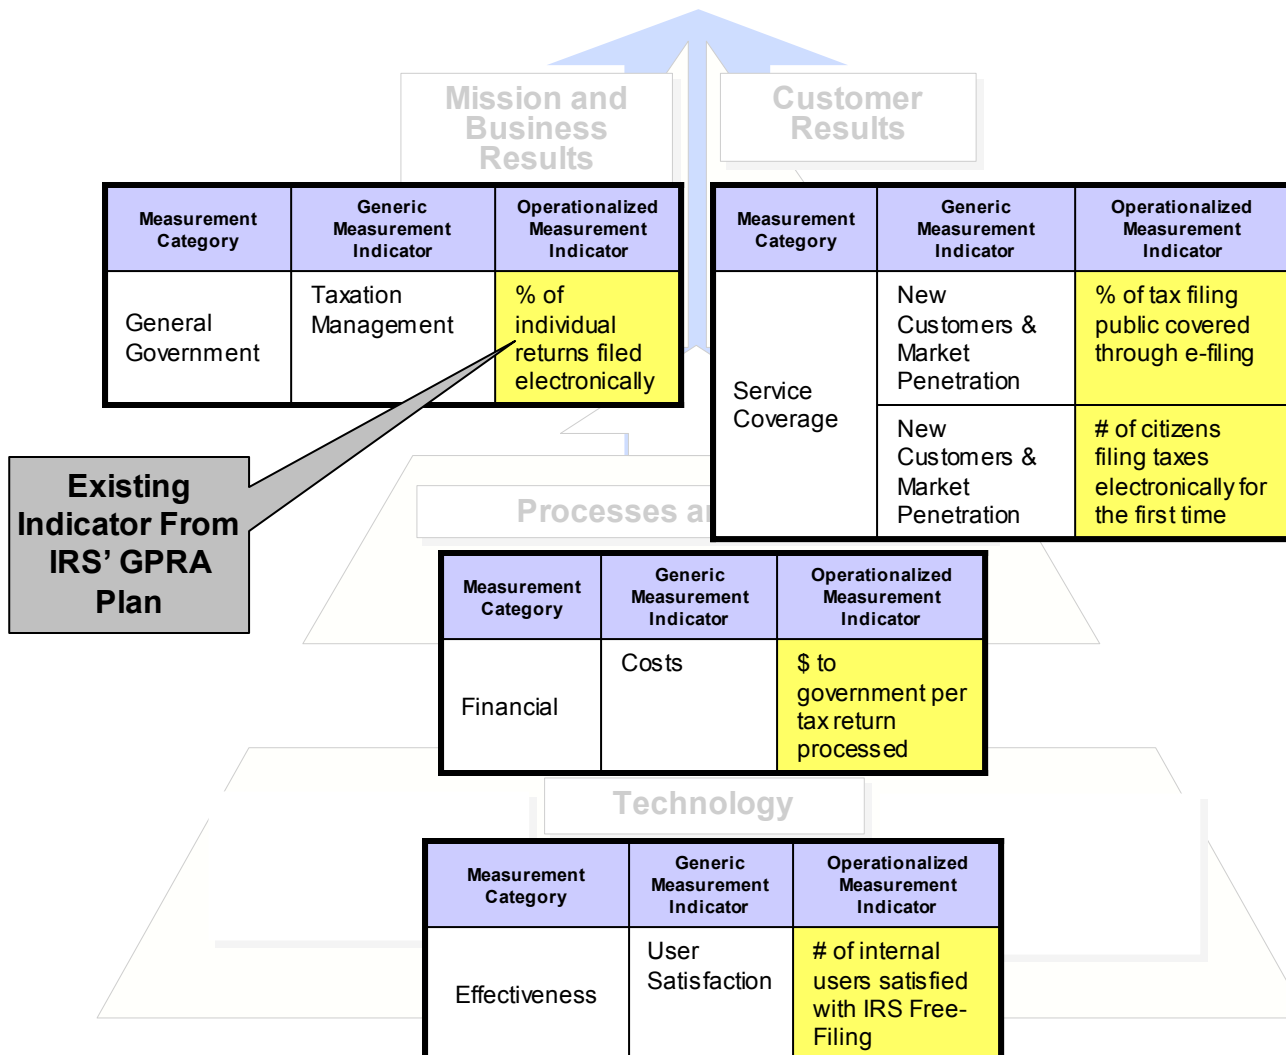 Mission and
Business
Results
Customer
Results
Measurement
Category
Generic
Measurement
Indicator
Operationalized
Measurement
Indicator
General
Government
Taxation
Management
% of
individual
returns filed
electronically
Measurement
Category
Generic
Measurement
Indicator
Operationalized
Measurement
Indicator
Service
Coverage
New
Customers &
Market
Penetration
% of tax filing
public covered
through e-filing
New
Customers &
Market
Penetration
# of citizens
filing taxes
electronically for
the first time
Existing
Indicator From
IRS’ GPRA
Plan
Processes a
Measurement
Category
Generic
Measurement
Indicator
Operationalized
Measurement
Indicator
Financial
Costs
$ to
government per
tax return
processed
Technology
Measurement
Category
Generic
Measurement
Indicator
Operationalized
Measurement
Indicator
Effectiveness
User
Satisfaction
# of internal
users satisfied
with IRS Free-
Filing